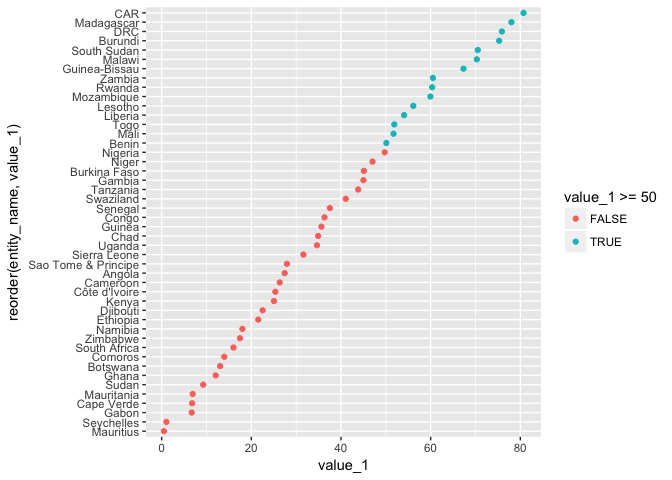 CAR
Madagascar
DRC
Burundi
South Sudan
Malawi
Guinea-Bissau
Zambia
Rwanda
Mozambique
Lesotho
Liberia
Togo
Mali
Benin
Nigeria
Niger
Burkina Faso
Gambia
Tanzania
Swaziland
Senegal
Congo
Guinea
Chad
Uganda
Sierra Leone
Sao Tome & Principe
Angola
Cameroon
Côte d'Ivoire
Kenya
Djibouti
Ethiopia
Namibia
Zimbabwe
South Africa
Comoros
Botswana
Ghana
Sudan
Mauritania
Cape Verde
Gabon
Seychelles
Mauritius
reorder(entity_name, value_1)
0 20 40 60 80
value_1
value_1 >= 50
FALSE
TRUE